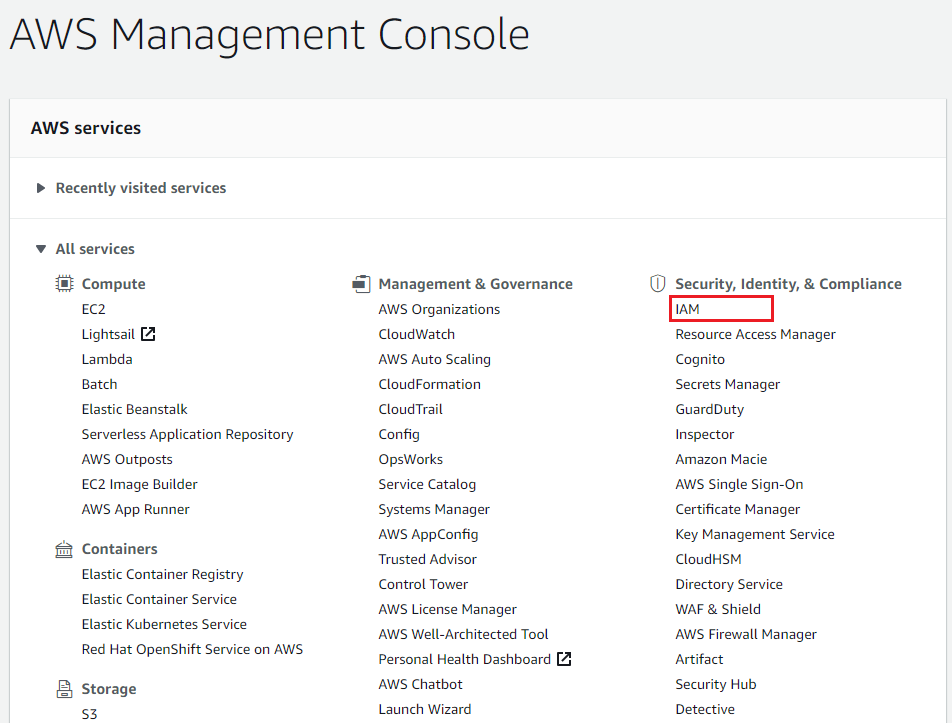 AWS Management Console
AWS services
Recently visited services
All services
Compute
EC2
Lightsail
Lambda
Batch
Elastic Beanstalk
Serverless Application Repository
AWS Outposts
EC2 Image Builder
AWS App Runner
Containers
Elastic Container Registry
Elastic Container Service
Elastic Kubernetes Service
Red Hat OpenShift Service on AWS
Storage
S3
Management & Governance
AWS Organizations
CloudWatch
AWS Auto Scaling
CloudFormation
CloudTrail
Config
OpsWorks
Service Catalog
Systems Manager
AWS AppConfig
Trusted Advisor
Control Tower
AWS License Manager
AWS Well-Architected Tool
Personal Health Dashboard
AWS Chatbot
Launch Wizard
Security, Identity, & Compliance
IAM
Resource Access Manager
Cognito
Secrets Manager
GuardDuty
Inspector
Amazon Macie
AWS Single Sign-On
Certificate Manager
Key Management Service
CloudHSM
Directory Service
WAF & Shield
AWS Firewall Manager
Artifact
Security Hub
Detective